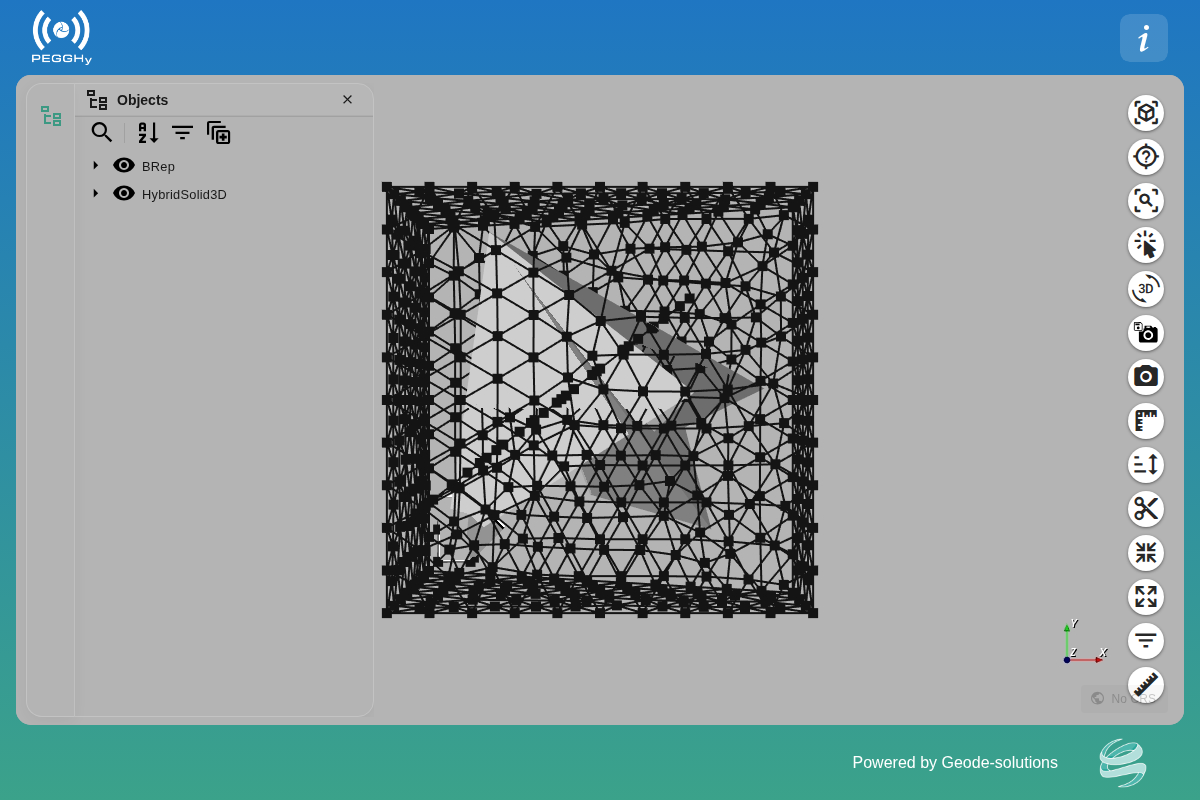 PEGGHy
i
Objects
A
Z
BRep
HybridSolid3D
3D
Y
Z X
No CRS
Powered by Geode-solutions